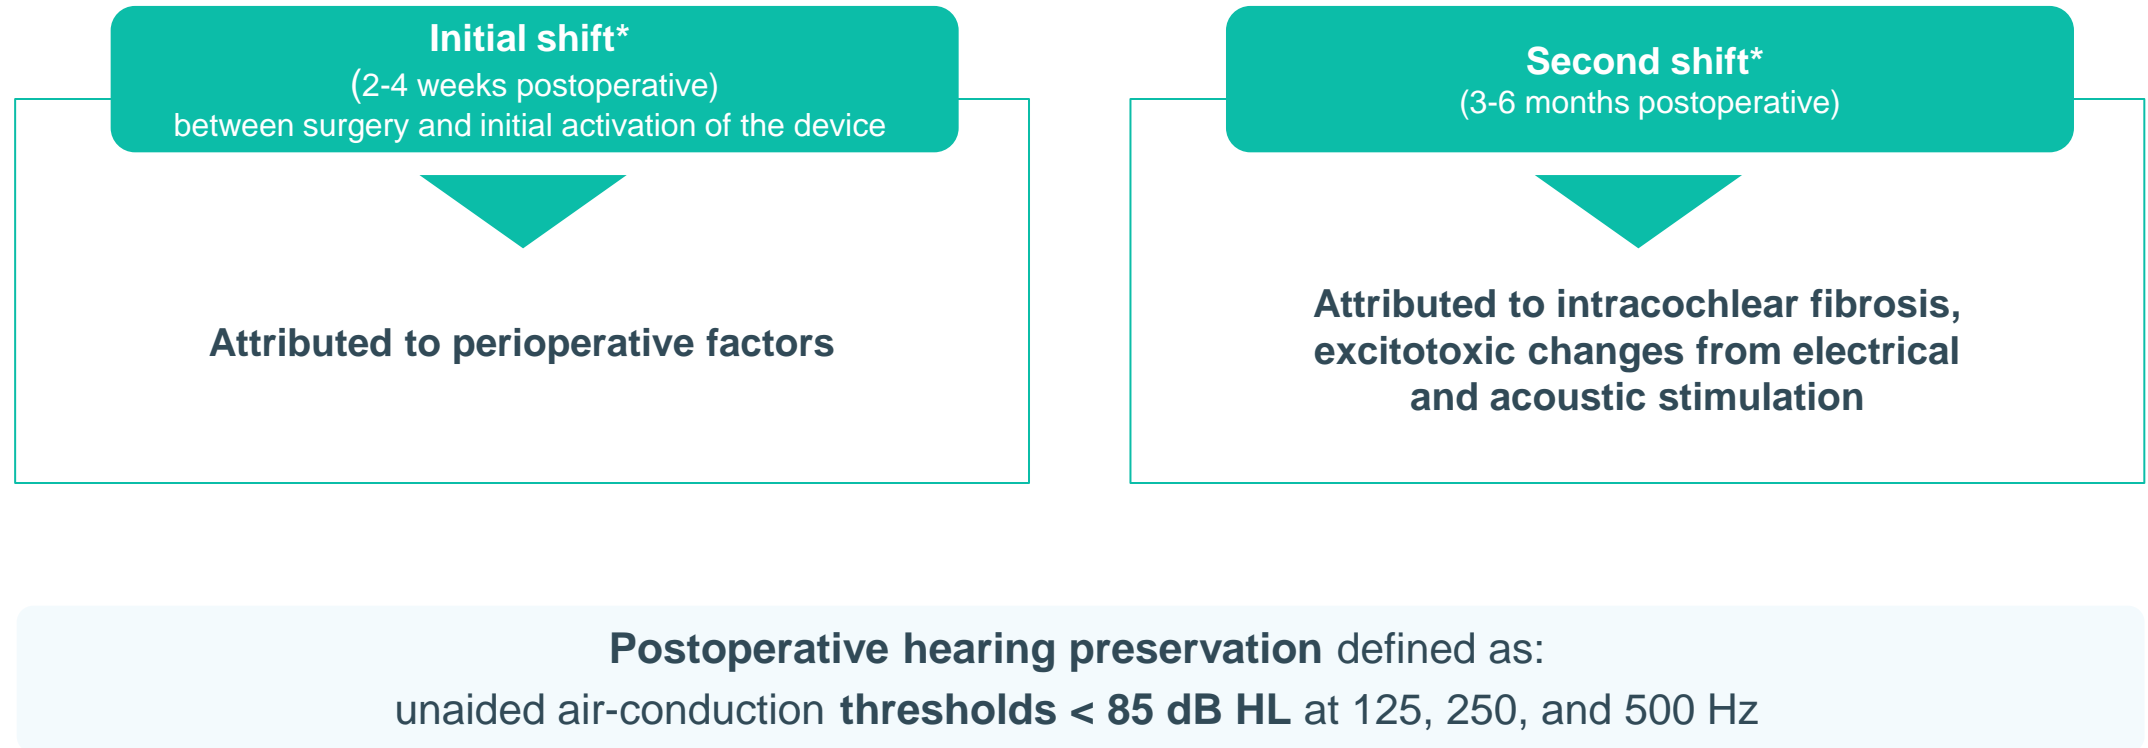 Initial shift*
(2-4 weeks postoperative)
between surgery and initial activation of the device
Attributed to perioperative factors
Second shift*
(3-6 months postoperative)
Attributed to intracochlear fibrosis,
excitotoxic changes from electrical
and acoustic stimulation
Postoperative hearing preservation defined as:
unaided air-conduction thresholds < 85 dB HL at 125, 250, and 500 Hz